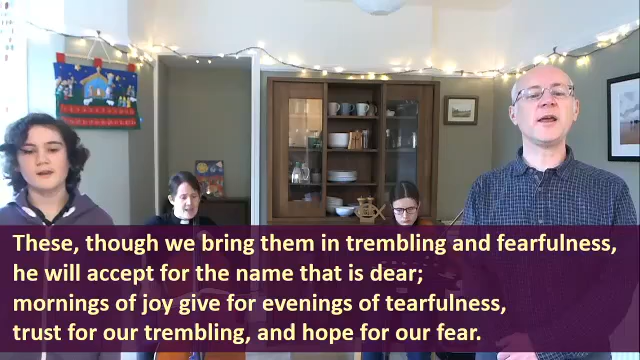 These, though we bring them in trembling and fearfulness,
he will accept for the name that is dear;
mornings of joy give for evenings of tearfulness,
trust for our trembling, and hope for our fear.